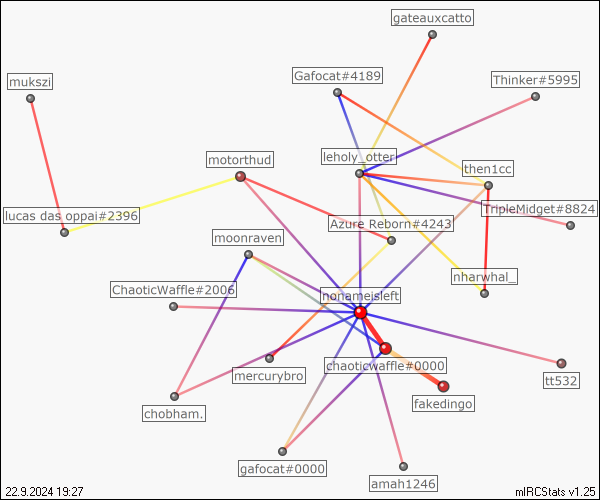 gateauxcatto
Gafocat#4189
mukszi
Thinker#5995
motorthud
leholy_otter
then1cc
lucas das oppai#2396
TripleMidget#8824
Azure Reborn#4243
moonraven
nharwhal_
ChaoticWaffle#2006
nonameisleft
chaoticwaffle#0000
mercurybro
tt532
fakedingo
chobham.
gafocat#0000
amah1246
22.9.2024 19:27
mIRCStats v1.25